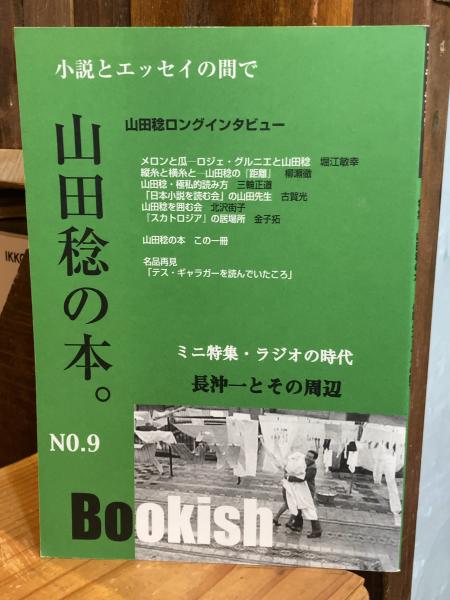 小説とエッセイの間で
山田稔の本。
山田稔ロングインタビュー
メロンと瓜―ロジェ・グルニエと山田稔 堀江敏幸
縦糸と横糸と―山田稔の『距離』 柳瀬徹
山田稔・極私的読み方 三輪正道
「日本小説を読む会」の山田先生 古賀光
山田稔を囲む会 北沢街子
『スカトロジア』の居場所 金子拓
山田稔の本 この一冊
名品再見
「テス・ギャラガーを読んでいたころ」
ミニ特集・ラジオの時代
長沖一とその周辺
NO.9
Bookish
IKKO